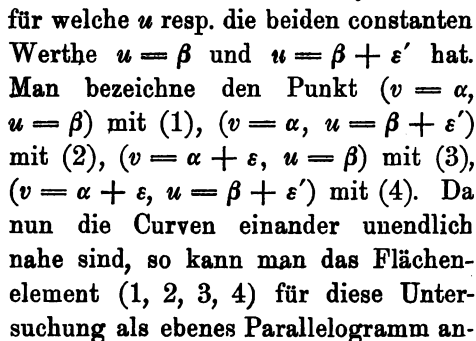 für welche u resp. die beiden constanten
Werthe u = β und u = β + ε′ hat.
Man bezeichne den Punkt (v = α,
u = β) mit (1), (v = α, u = β + ε′)
mit (2), (v = α + ε, u = β) mit (3),
(v = α + ε, u = β + ε′) mit (4). Da
nun die Curven einander unendlich
nahe sind, so kann man das Flächen-
element (1, 2, 3, 4) für diese Unter-
suchung als ebenes Parallelogramm an-